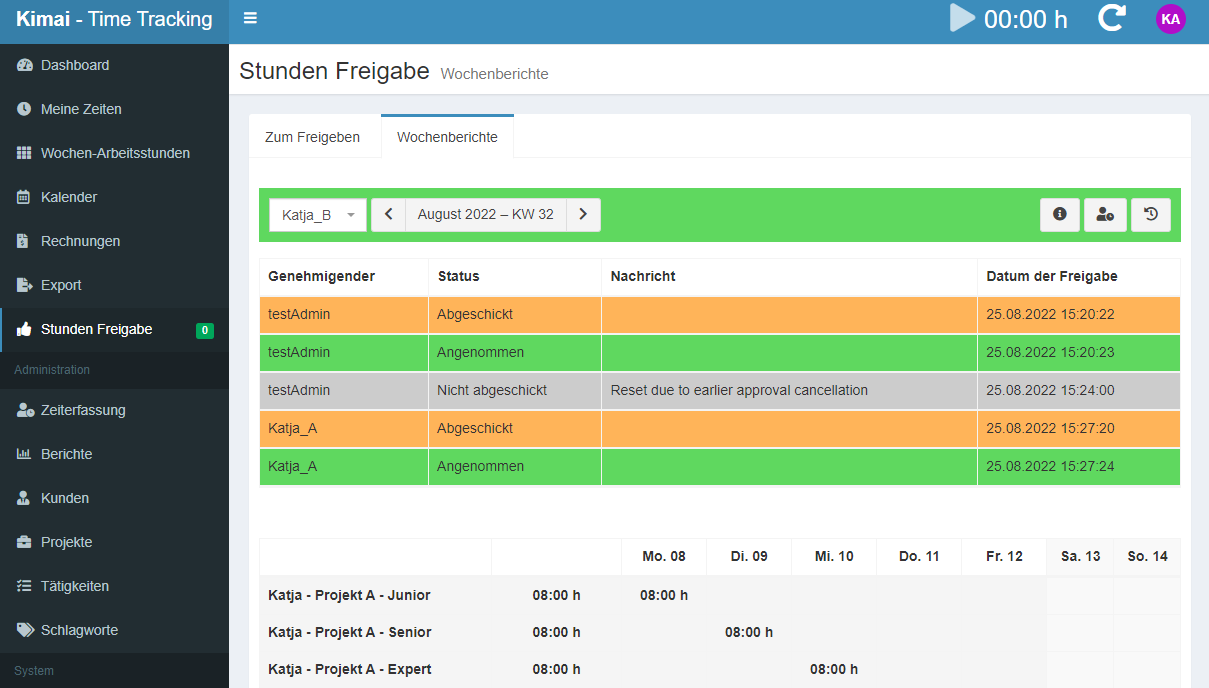 Kimai - Time Tracking
00:00 h
KA
Dashboard
Meine Zeiten
Wochen-Arbeitsstunden
Kalender
Rechnungen
Export
Stunden Freigabe 0
Administration
Zeiterfassung
Berichte
Kunden
Projekte
Tätigkeiten
Schlagworte
System
Stunden Freigabe Wochenberichte
Zum Freigeben Wochenberichte
Katja_B August 2022 – KW 32
Genehmigender Status Nachricht Datum der Freigabe
testAdmin Abgeschickt 25.08.2022 15:20:22
testAdmin Angenommen 25.08.2022 15:20:23
testAdmin Nicht abgeschickt Reset due to earlier approval cancellation 25.08.2022 15:24:00
Katja_A Abgeschickt 25.08.2022 15:27:20
Katja_A Angenommen 25.08.2022 15:27:24
Mo. 08 Di. 09 Mi. 10 Do. 11 Fr. 12 Sa. 13 So. 14
Katja - Projekt A - Junior 08:00 h 08:00 h
Katja - Projekt A - Senior 08:00 h 08:00 h
Katja - Projekt A - Expert 08:00 h 08:00 h